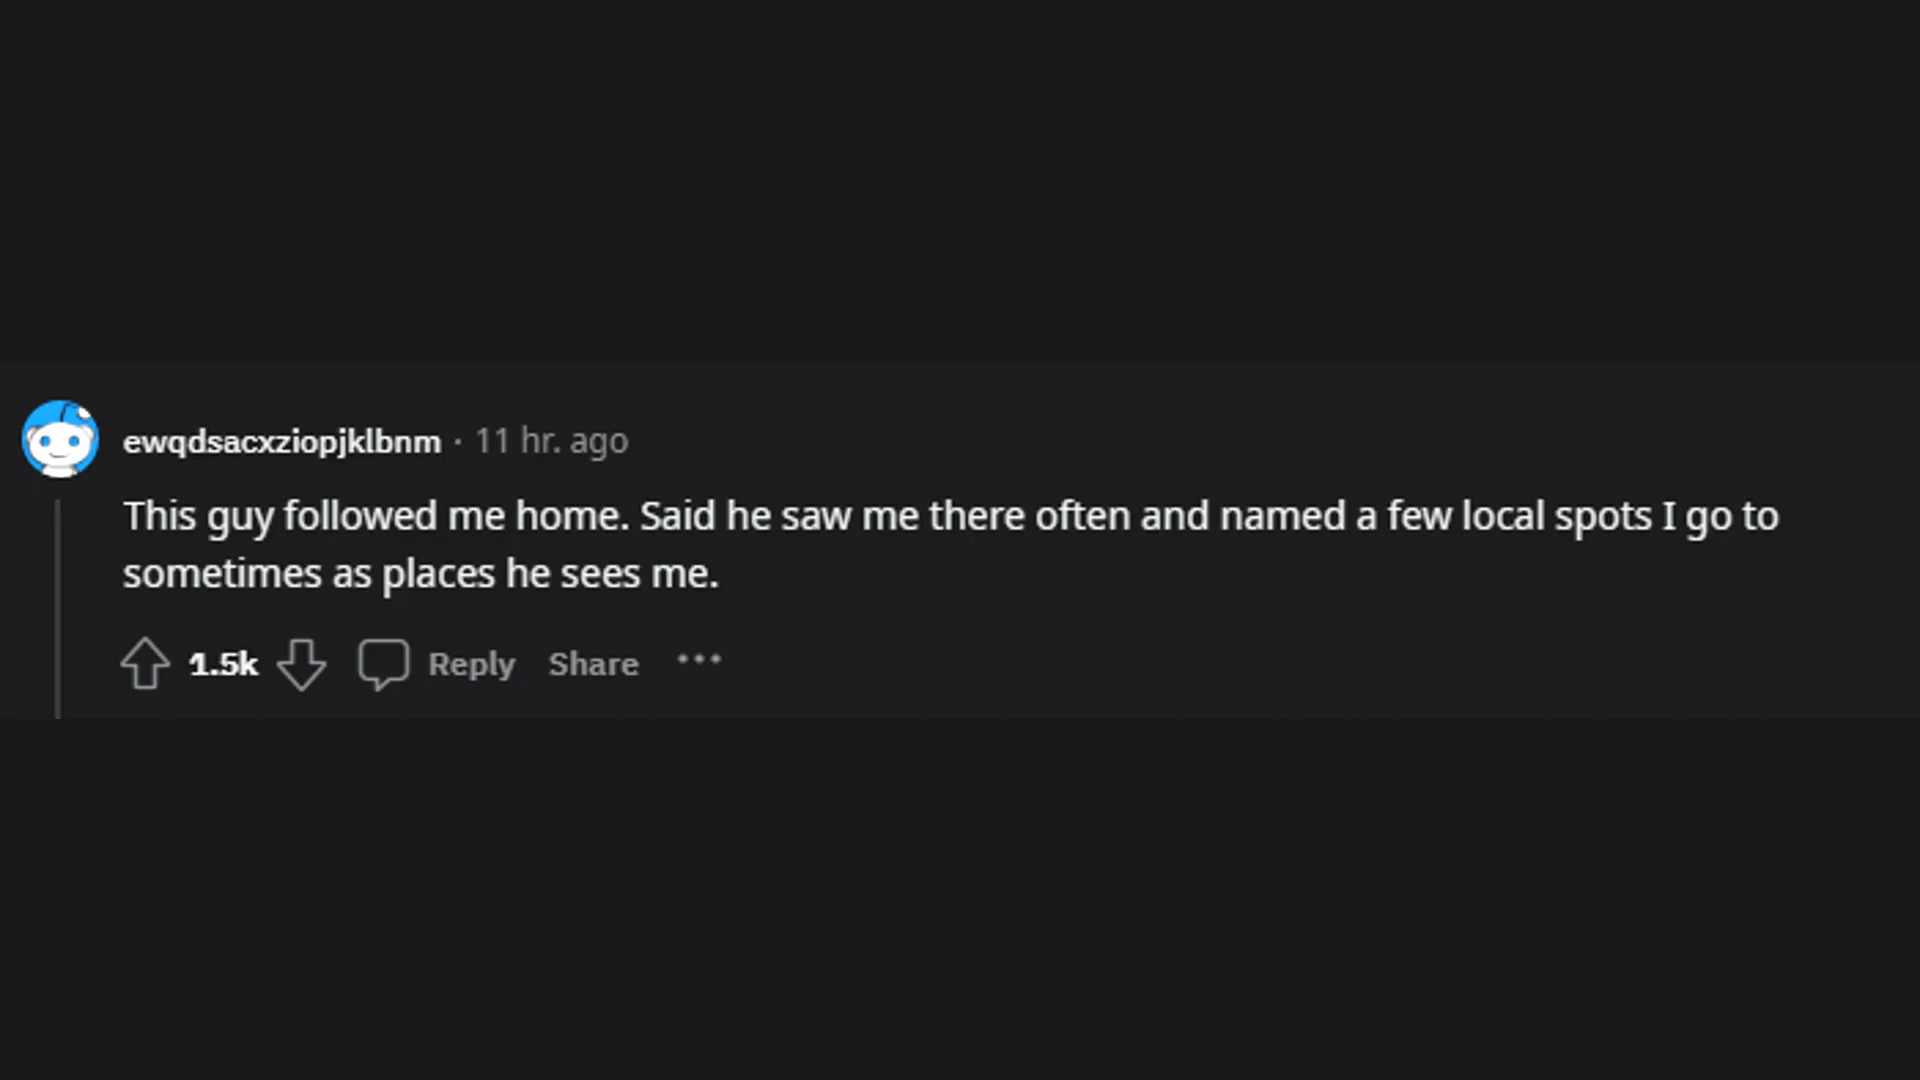 ewqdsacxziopjklbnm · 11 hr. ago
This guy followed me home. Said he saw me there often and named a few local spots I go to
sometimes as places he sees me.
1.5k Reply Share ···